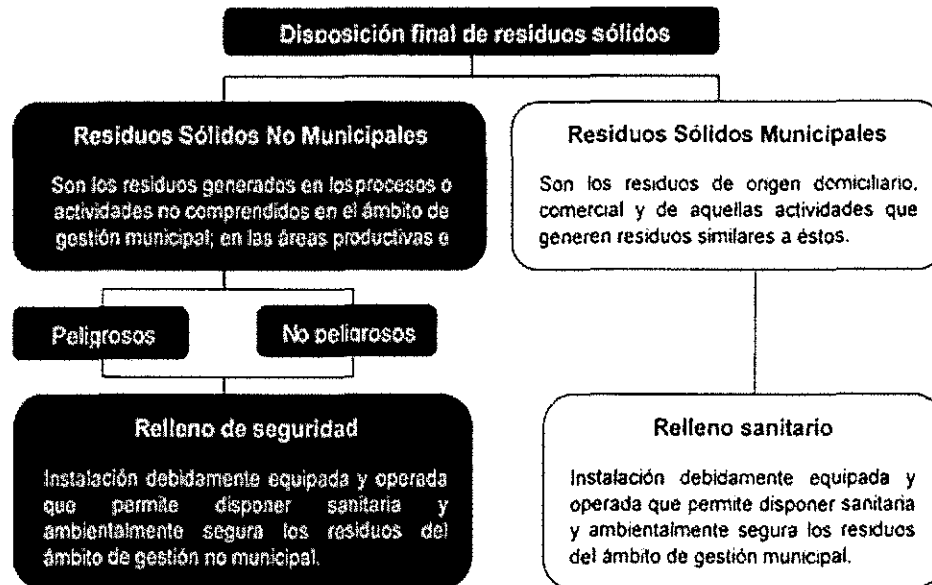 Disposición final de residuos sólidos
Residuos Sólidos No Municipales
Son los residuos generados en los procesos o
actividades no comprendidos en el ámbito de
gestión municipal; en las áreas productivas e
Residuos Sólidos Municipales
Son los residuos de origen domiciliario,
comercial y de aquellas actividades que
generen residuos similares a éstos.
Peligrosos
No peligrosos
Relleno de seguridad
Instalación debidamente equipada y operada
que permite disponer sanitaria y
ambientalmente segura los residuos del
ámbito de gestión no municipal.
Relleno sanitario
Instalación debidamente equipada y
operada que permite disponer sanitaria
y ambientalmente segura los residuos
del ámbito de gestión municipal.